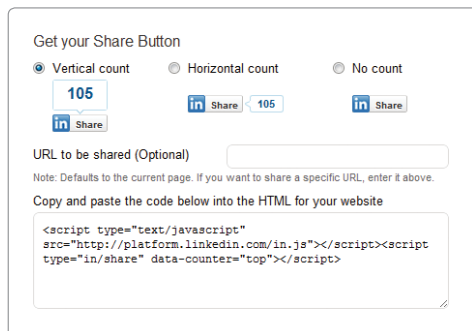 Get your Share Button
Vertical count Horizontal count No count
105
in Share in Share 105 in Share
URL to be shared (Optional)
Note: Defaults to the current page. If you want to share a specific URL, enter it above.
Copy and paste the code below into the HTML for your website
<script type="text/javascript"
src="http://platform.linkedin.com/in.js"></script><script
type="in/share" data-counter="top"></script>